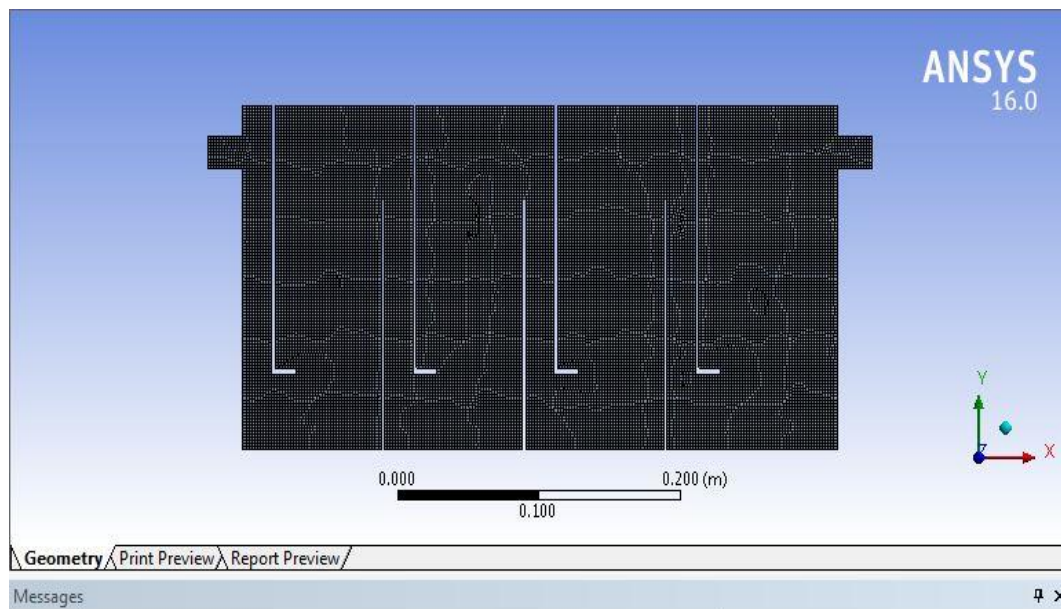 ANSYS
16.0
Y
Z X
0.000 0.200 (m)
0.100
Geometry Print Preview Report Preview
Messages